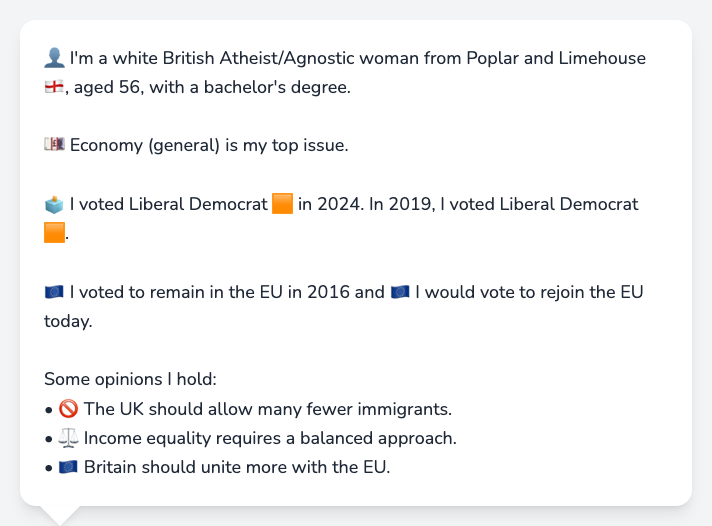 👤 I'm a white British Atheist/Agnostic woman from Poplar and Limehouse
🏴󠁧󠁢󠁥󠁮󠁧󠁿, aged 56, with a bachelor's degree.
💷 Economy (general) is my top issue.
🗳️ I voted Liberal Democrat 🟧 in 2024. In 2019, I voted Liberal Democrat
🟧.
🇪🇺 I voted to remain in the EU in 2016 and 🇪🇺 I would vote to rejoin the EU
today.
Some opinions I hold:
• 🚫 The UK should allow many fewer immigrants.
• ⚖️ Income equality requires a balanced approach.
• 🇪🇺 Britain should unite more with the EU.